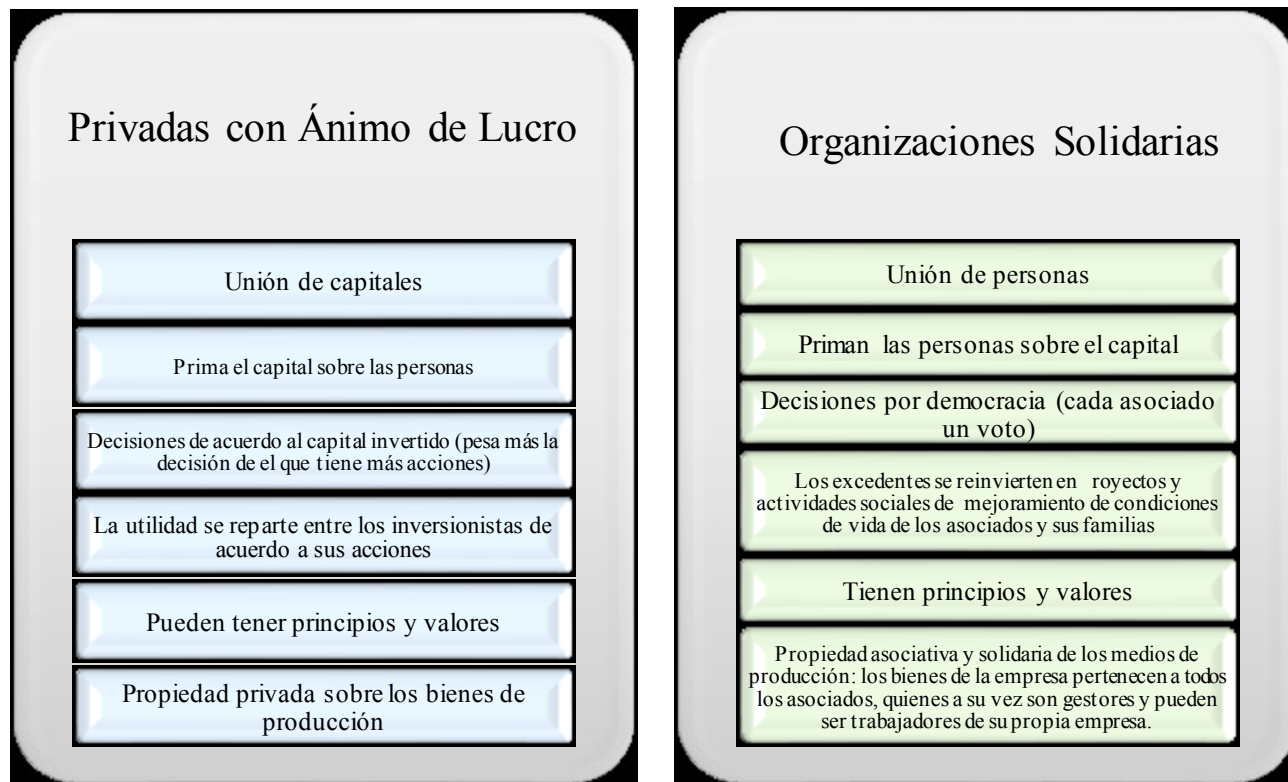 Privadas con Ánimo de Lucro
Unión de capitales
Prima el capital sobre las personas
Decisiones de acuerdo al capital invertido (pesa más la
decisión de el que tiene más acciones)
La utilidad se reparte entre los inversionistas de
acuerdo a sus acciones
Pueden tener principios y valores
Propiedad privada sobre los bienes de
producción
Organizaciones Solidarias
Unión de personas
Priman las personas sobre el capital
Decisiones por democracia (cada asociado
un voto)
Los excedentes se reinvierten en royectos y
actividades sociales de mejoramiento de condiciones
de vida de los asociados y sus familias
Tienen principios y valores
Propiedad asociativa y solidaria de los medios de
producción: los bienes de la empresa pertenecen a todos
los asociados, quienes a su vez son gestores y pueden
ser trabajadores de su propia empresa.